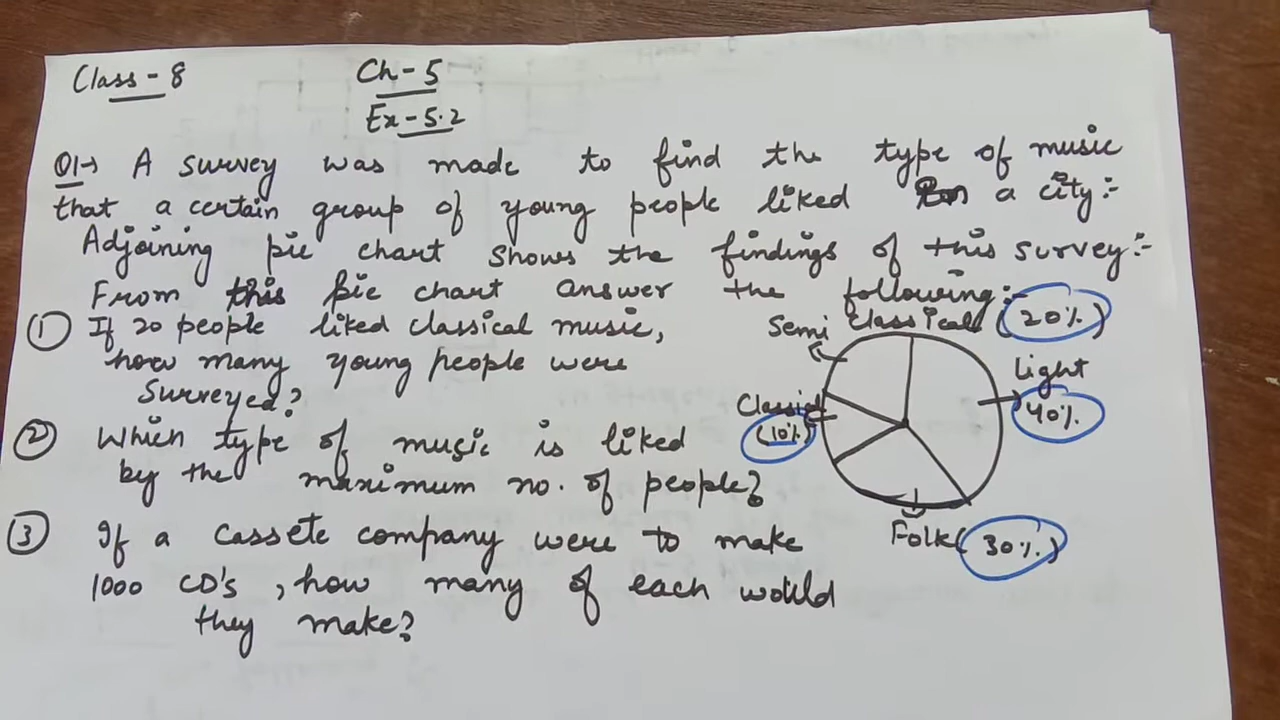 Class - 8
Ch - 5
Ex - 5.2
Q1→ A survey was made to find the type of music
that a certain group of young people liked in a city:-
Adjoining pie chart shows the findings of this survey:-
From this pie chart answer the following:-
① If 20 people liked classical music,
how many young people were
surveyed?
Semi classical (20%)
Light
40%
Classical
(10%)
Folk (30%)
② Which type of music is liked
by the maximum no. of people?
③ If a cassete company were to make
1000 CD's, how many of each would
they make?